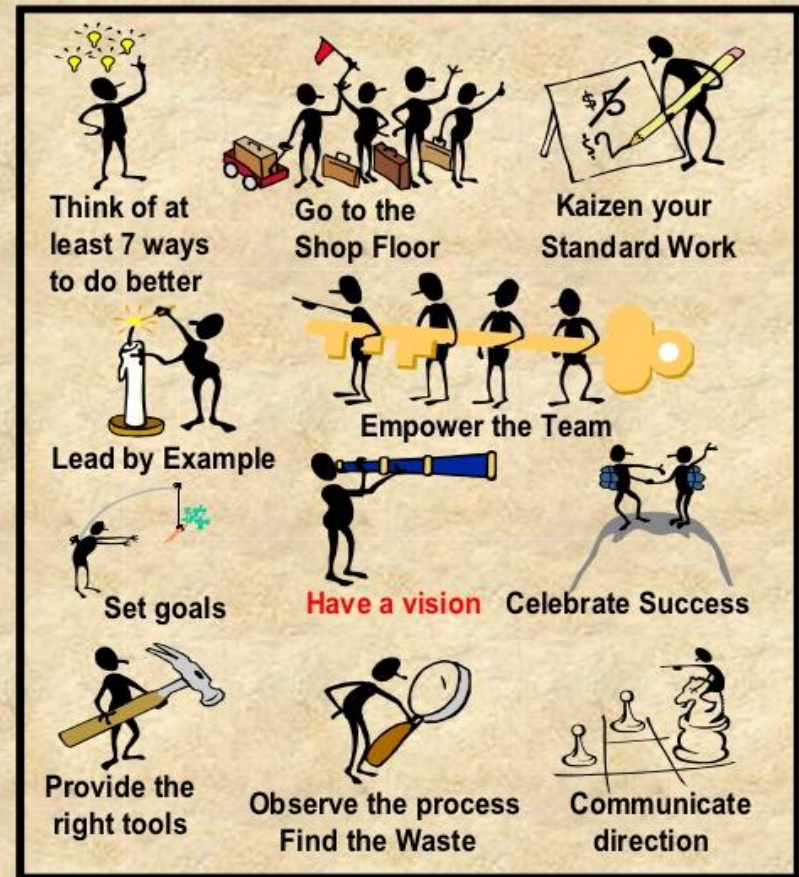 $5
$2
Think of at
least 7 ways
to do better
Go to the
Shop Floor
Kaizen your
Standard Work
Lead by Example
Empower the Team
Set goals
Have a vision
Celebrate Success
Provide the
right tools
Observe the process
Find the Waste
Communicate
direction